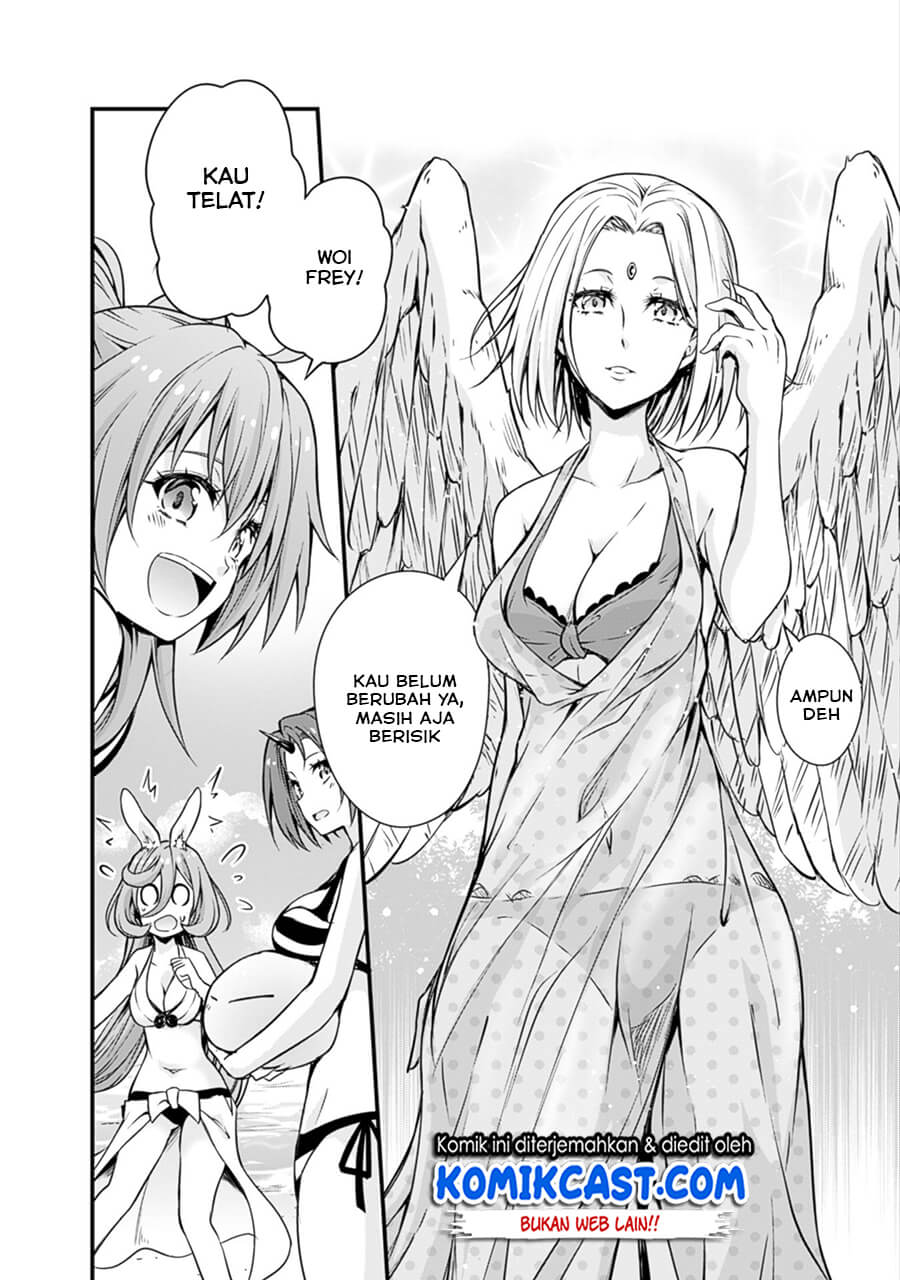 KAU
TELAT!
WOI
FREY!
AMPUN
DEH
KAU BELUM
BERUBAH YA,
MASIH AJA
BERISIK
Komik ini diterjemahkan & diedit oleh
KOMIKCAST.COM
BUKAN WEB LAIN!!